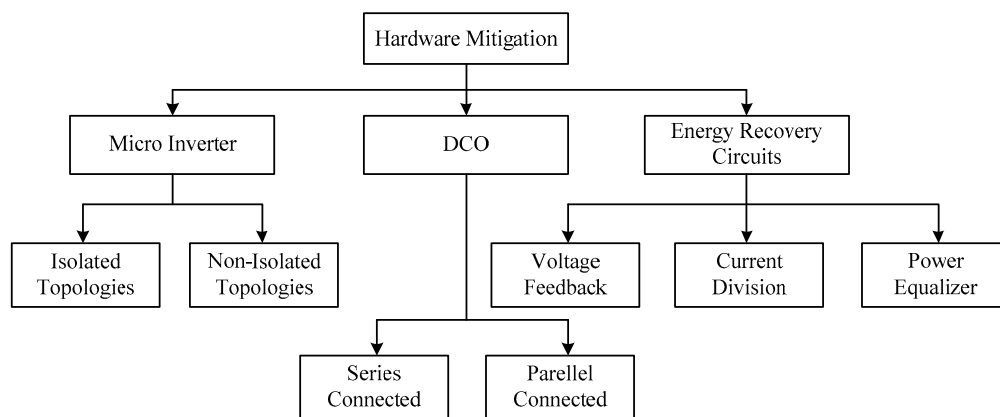 Hardware Mitigation
Micro Inverter
DCO
Energy Recovery
Circuits
Isolated
Topologies
Non-Isolated
Topologies
Voltage
Feedback
Current
Division
Power
Equalizer
Series
Connected
Parellel
Connected